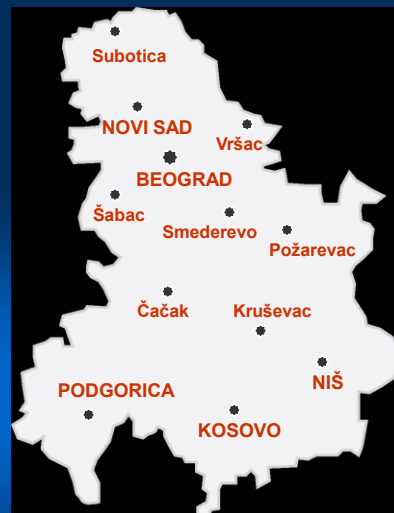 Subotica
NOVI SAD
Vršac
BEOGRAD
Šabac
Smederevo
Požarevac
Čačak
Kruševac
NIŠ
PODGORICA
KOSOVO